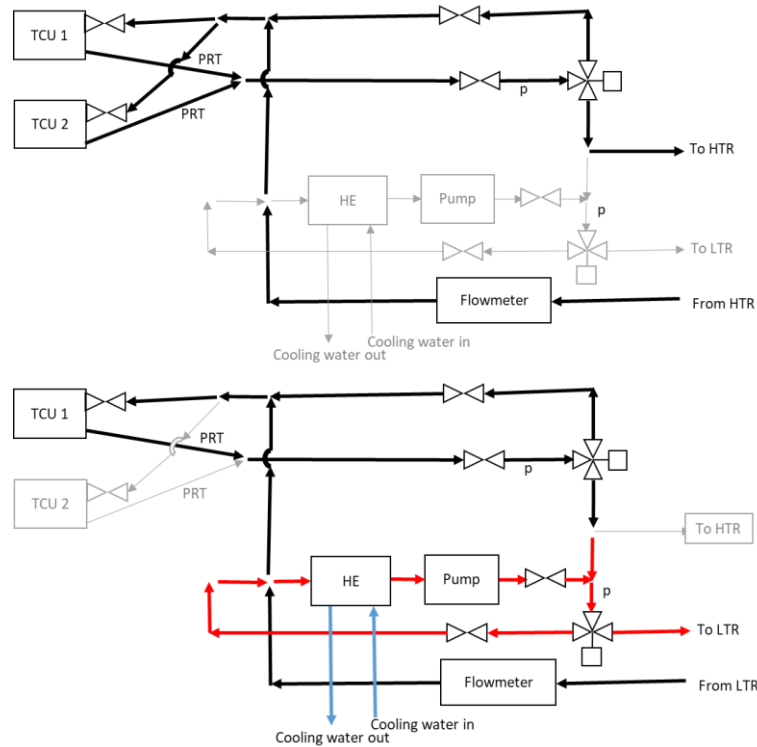 TCU 1
PRT
p
TCU 2
PRT
To HTR
HE
Pump
p
To LTR
Flowmeter
From HTR
Cooling water in
Cooling water out
TCU 1
PRT
p
TCU 2
PRT
To HTR
HE
Pump
p
To LTR
Flowmeter
From LTR
Cooling water in
Cooling water out